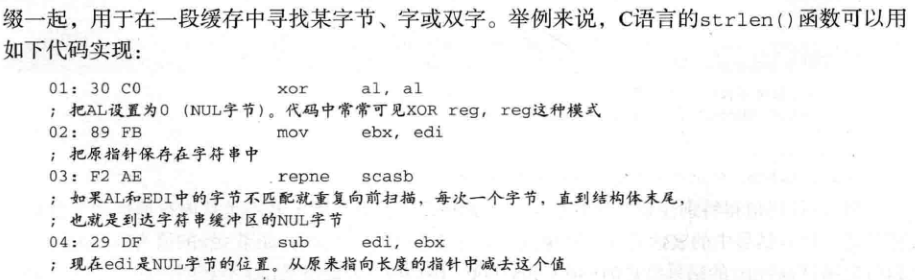 缀一起，用于在一段缓存中寻找某字节、字或双字。举例来说，C语言的strlen()函数可以用
如下代码实现：
01: 30 C0 xor al, al
; 把AL设置为0 (NUL字节)。代码中常常可见XOR reg, reg这种模式
02: 89 FB mov ebx, edi
; 把原指针保存在字符串中
03: F2 AE repne scasb
; 如果AL和EDI中的字节不匹配就重复向前扫描，每次一个字节，直到结构体末尾，
; 也就是到达字符串缓冲区的NUL字节
04: 29 DF sub edi, ebx
; 现在edi是NUL字节的位置。从原来指向长度的指针中减去这个值